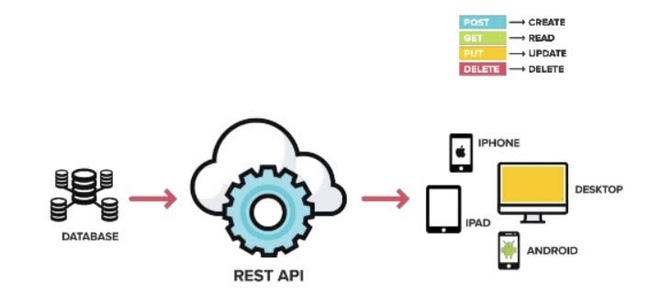 POST → CREATE
GET → READ
PUT → UPDATE
DELETE → DELETE
IPHONE
DESKTOP
IPAD
DATABASE
ANDROID
REST API